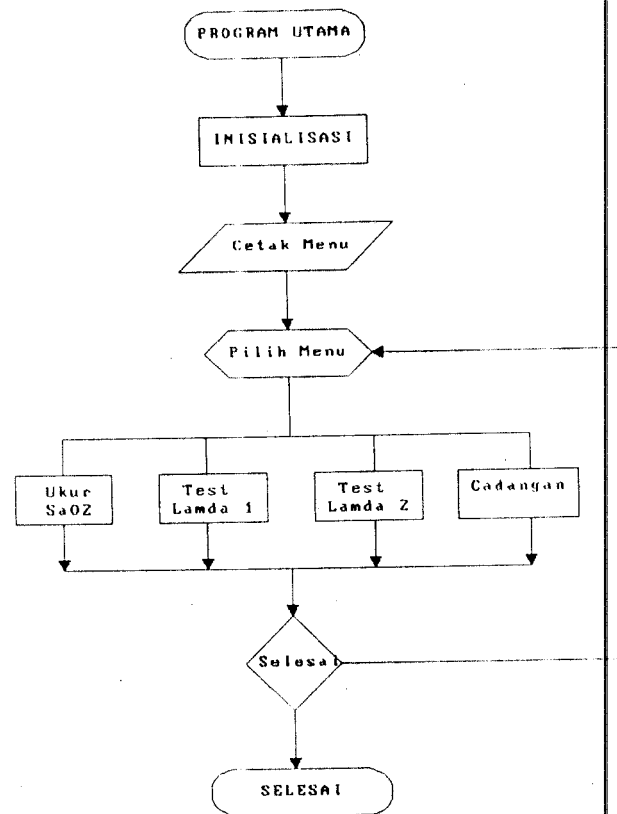 PROGRAM UTAMA
INISIALISASI
Cetak Menu
Pilih Menu
Ukur
SaO2
Test
Lamda 1
Test
Lamda 2
Cadangan
Selesai
SELESAI